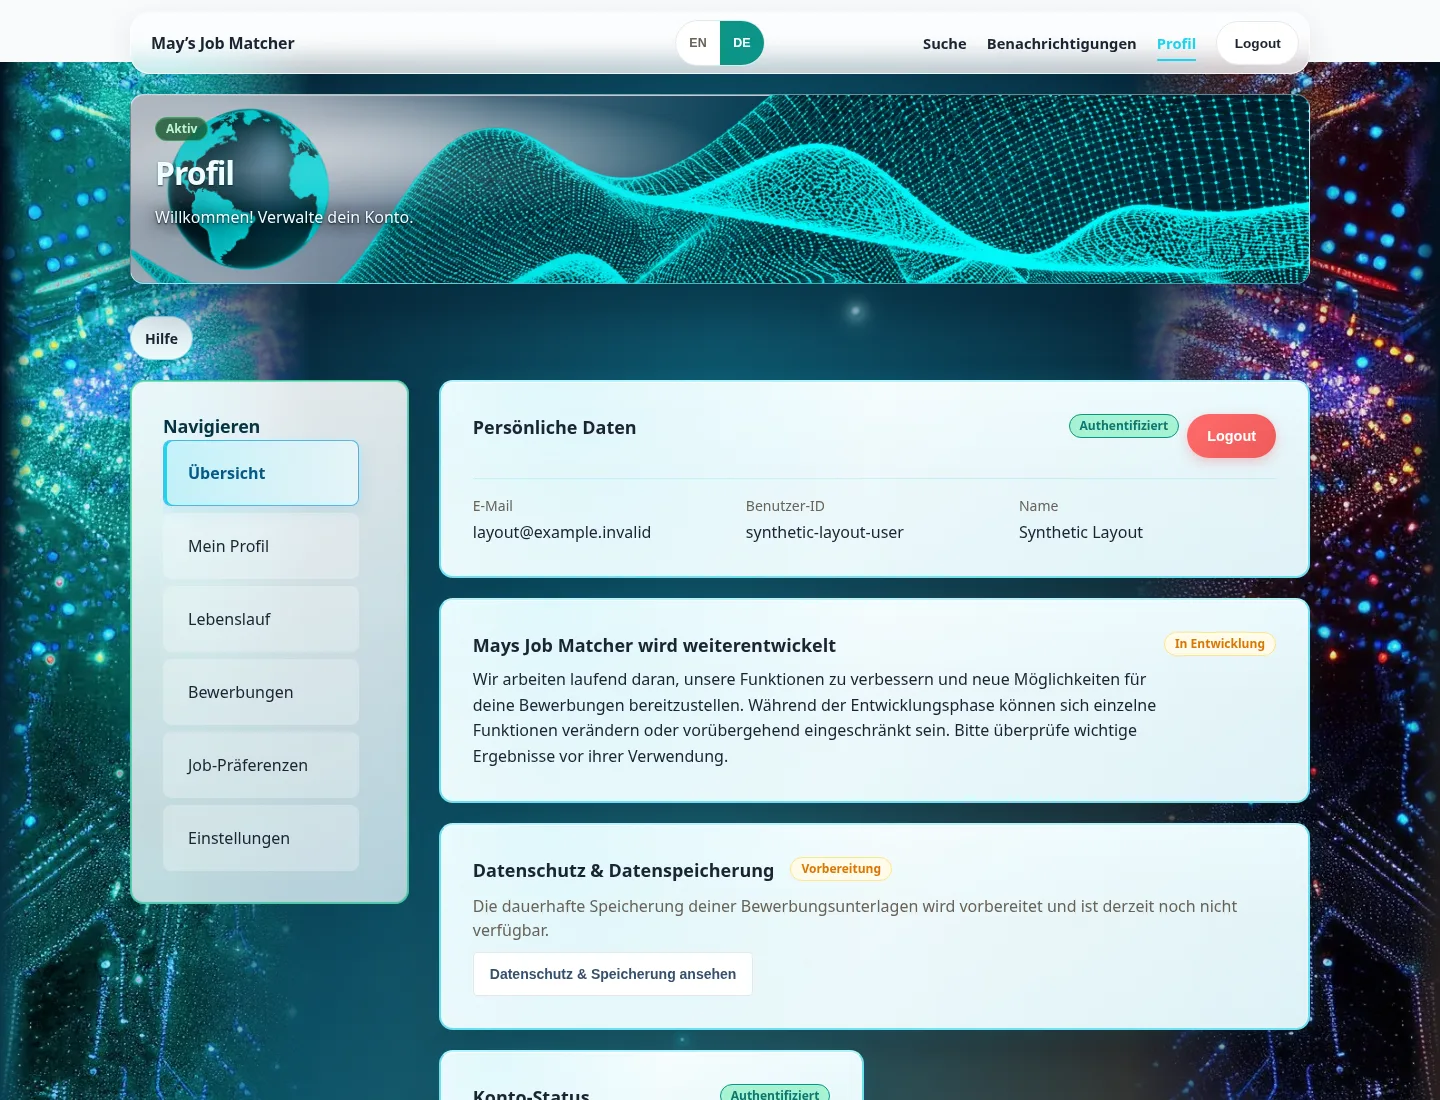 May’s Job Matcher
EN
DE
Suche
Benachrichtigungen
Profil
Logout
Aktiv
Profil
Willkommen! Verwalte dein Konto.
Hilfe
Navigieren
Übersicht
Mein Profil
Lebenslauf
Bewerbungen
Job-Präferenzen
Einstellungen
Persönliche Daten
Authentifiziert
Logout
E-Mail
Benutzer-ID
Name
layout@example.invalid
synthetic-layout-user
Synthetic Layout
Mays Job Matcher wird weiterentwickelt
In Entwicklung
Wir arbeiten laufend daran, unsere Funktionen zu verbessern und neue Möglichkeiten für
deine Bewerbungen bereitzustellen. Während der Entwicklungsphase können sich einzelne
Funktionen verändern oder vorübergehend eingeschränkt sein. Bitte überprüfe wichtige
Ergebnisse vor ihrer Verwendung.
Datenschutz & Datenspeicherung
Vorbereitung
Die dauerhafte Speicherung deiner Bewerbungsunterlagen wird vorbereitet und ist derzeit noch nicht
verfügbar.
Datenschutz & Speicherung ansehen
Konto-Status
Authentifiziert